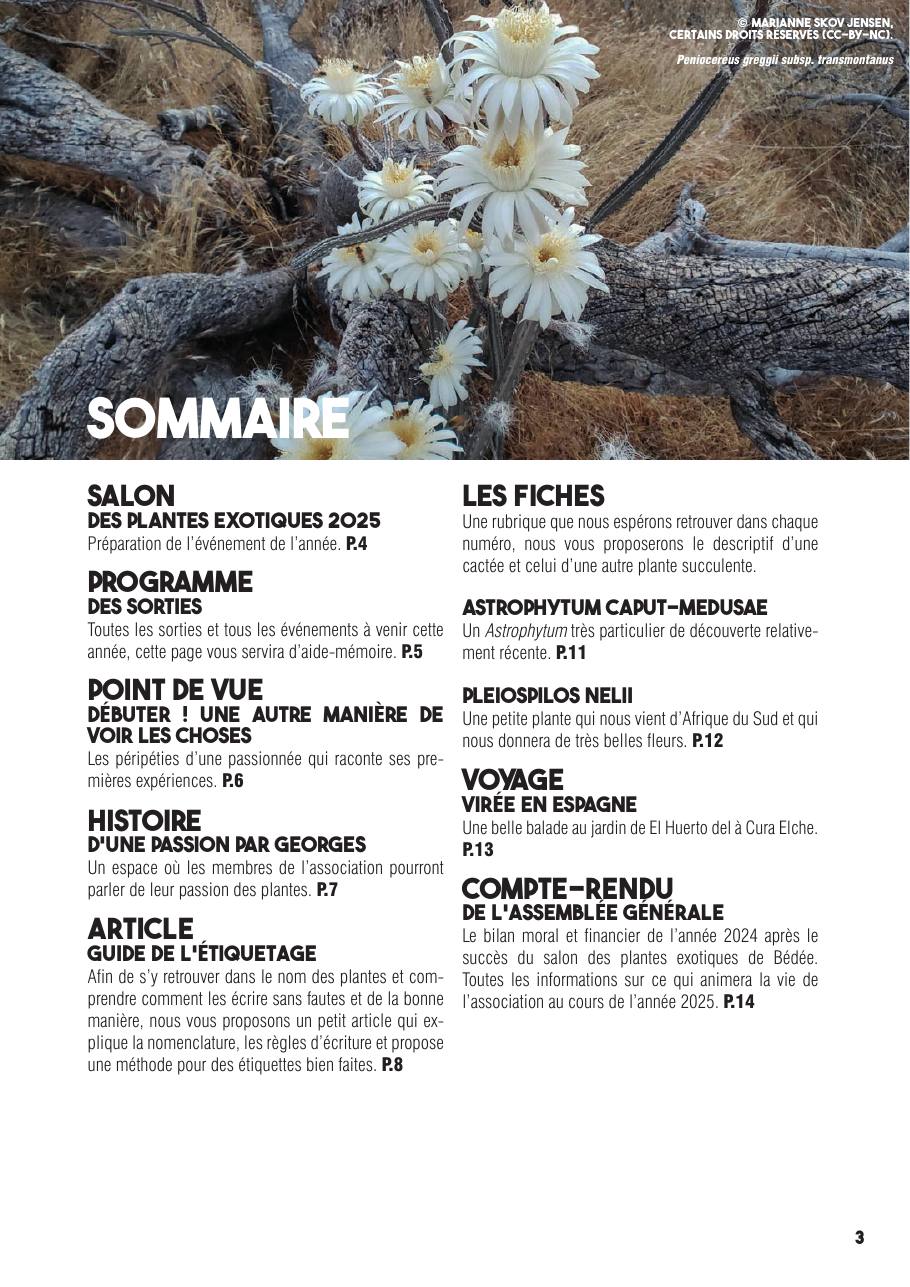 © MARIANNE SKOV JENSEN,
CERTAINS DROITS RÉSERVÉS (CC-BY-NC).
Peniocereus greggii subsp. transmontanus
SOMMAIRE
SALON
DES PLANTES EXOTIQUES 2025
Préparation de l'événement de l'année. P.4
PROGRAMME
DES SORTIES
Toutes les sorties et tous les événements à venir cette
année, cette page vous servira d'aide-mémoire. P.5
POINT DE VUE
DÉBUTER ! UNE AUTRE MANIÈRE DE
VOIR LES CHOSES
Les péripéties d'une passionnée qui raconte ses pre-
mières expériences. P.6
HISTOIRE
D'UNE PASSION PAR GEORGES
Un espace où les membres de l'association pourront
parler de leur passion des plantes. P.7
ARTICLE
GUIDE DE L'ÉTIQUETAGE
Afin de s'y retrouver dans le nom des plantes et com-
prendre comment les écrire sans fautes et de la bonne
manière, nous vous proposons un petit article qui ex-
plique la nomenclature, les règles d'écriture et propose
une méthode pour des étiquettes bien faites. P.8
LES FICHES
Une rubrique que nous espérons retrouver dans chaque
numéro, nous vous proposerons le descriptif d'une
cactée et celui d'une autre plante succulente.
ASTROPHYTUM CAPUT-MEDUSAE
Un Astrophytum très particulier de découverte relative-
ment récente. P.11
PLEIOSPILOS NELII
Une petite plante qui nous vient d'Afrique du Sud et qui
nous donnera de très belles fleurs. P.12
VOYAGE
VIRÉE EN ESPAGNE
Une belle balade au jardin de El Huerto del à Cura Elche.
P.13
COMPTE-RENDU
DE L'ASSEMBLÉE GÉNÉRALE
Le bilan moral et financier de l'année 2024 après le
succès du salon des plantes exotiques de Bédée.
Toutes les informations sur ce qui animera la vie de
l'association au cours de l'année 2025. P.14
3